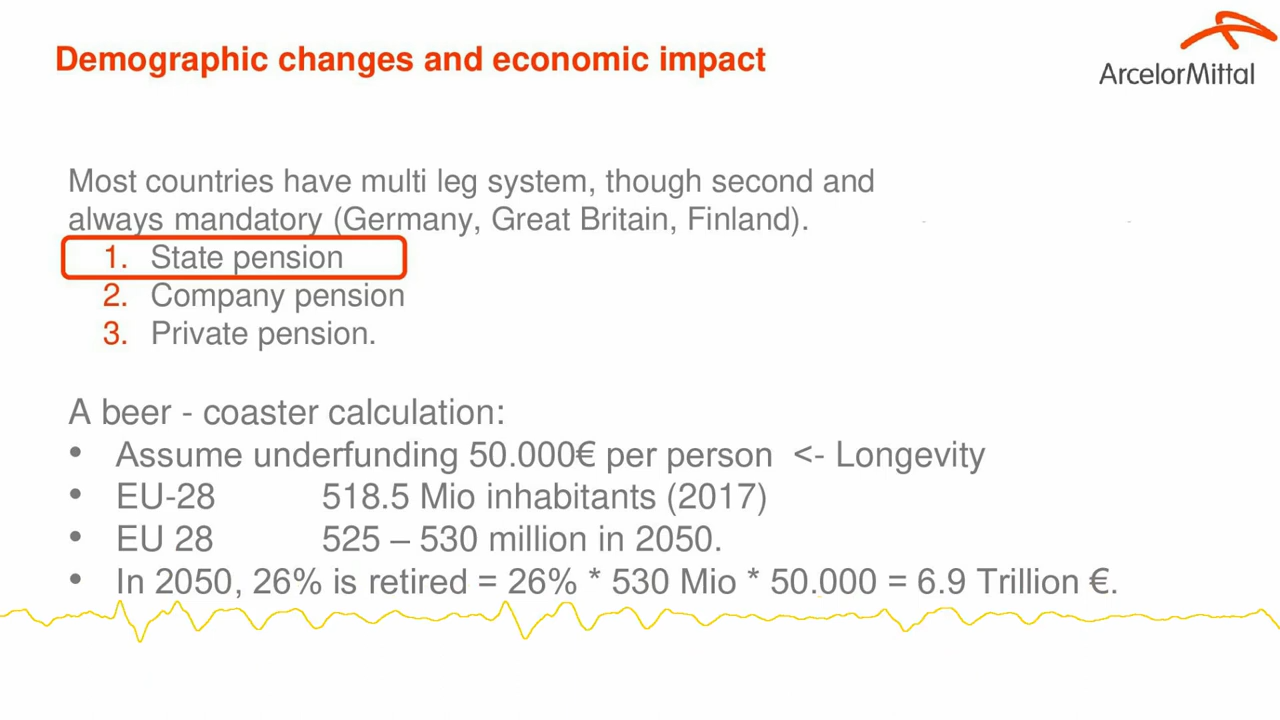 Demographic changes and economic impact
ArcelorMittal
Most countries have multi leg system, though second and
always mandatory (Germany, Great Britain, Finland).
1. State pension
2. Company pension
3. Private pension.
A beer - coaster calculation:
• Assume underfunding 50.000€ per person <- Longevity
• EU-28 518.5 Mio inhabitants (2017)
• EU 28 525 – 530 million in 2050.
• In 2050, 26% is retired = 26% * 530 Mio * 50.000 = 6.9 Trillion €.